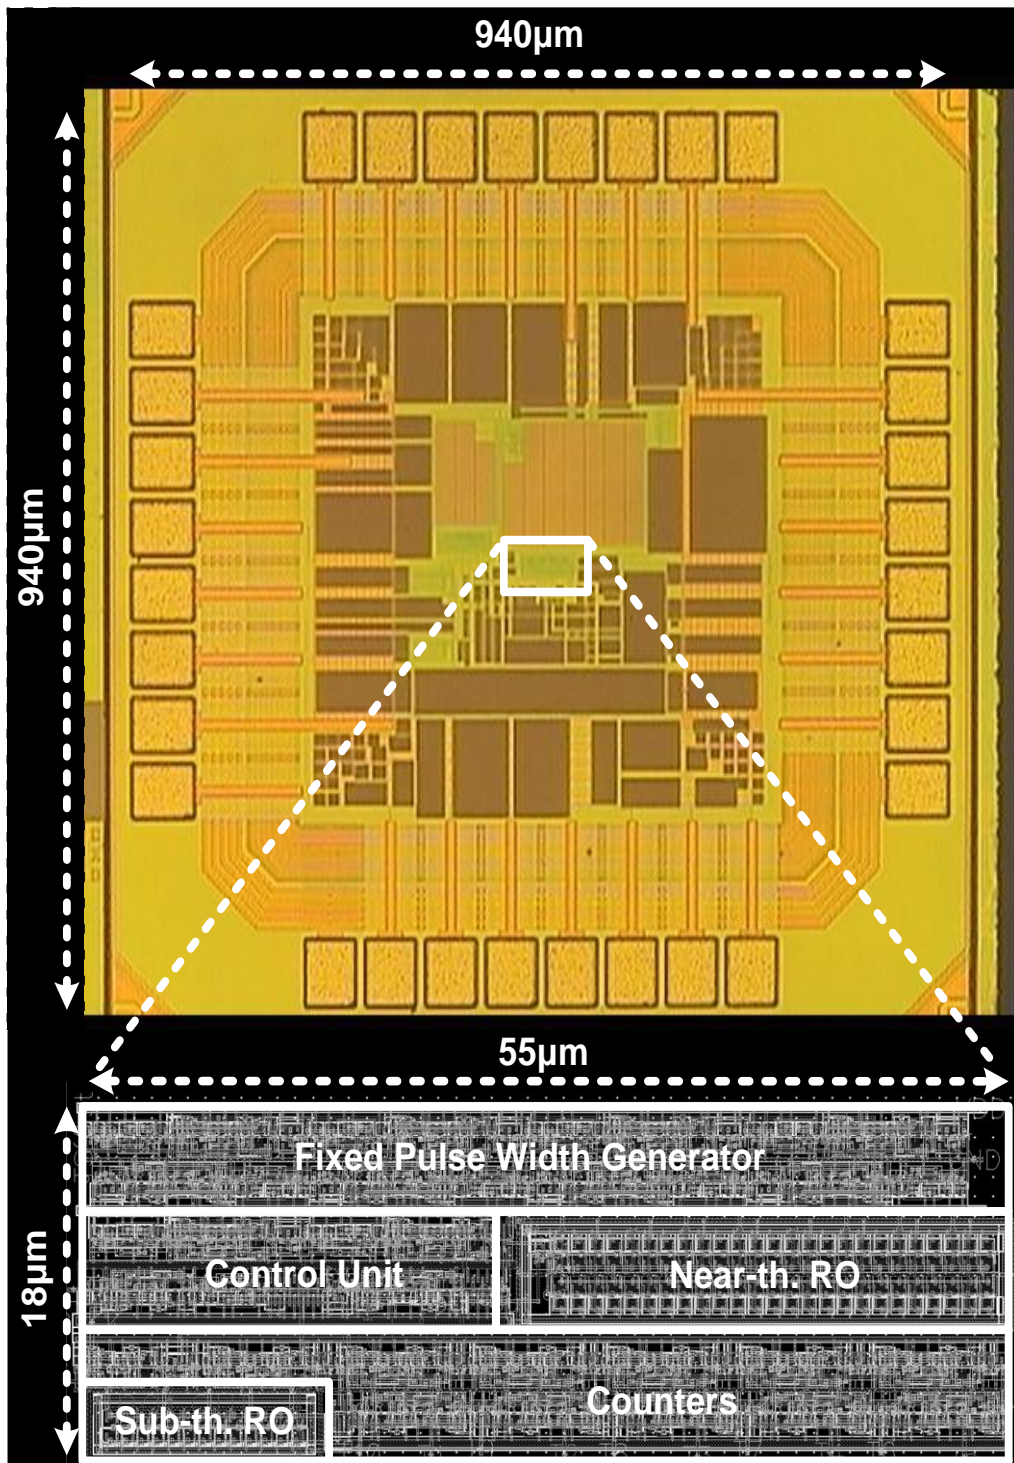 940µm
940µm
55µm
18µm
Fixed Pulse Width Generator
Control Unit
Near-th. RO
Counters
Sub-th. RO